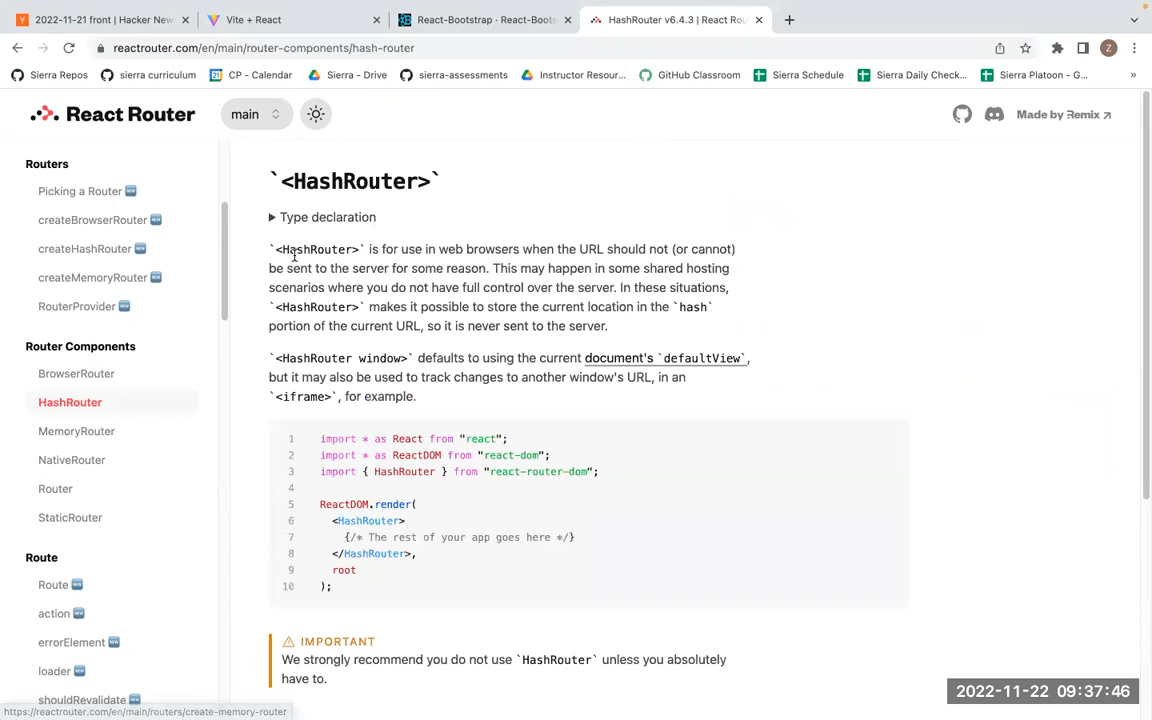 2022-11-21 front | Hacker New
Vite + React
React-Bootstrap · React-Boots
HashRouter v6.4.3 | React Rou
reactrouter.com/en/main/router-components/hash-router
Z
Sierra Repos
sierra curriculum
CP - Calendar
Sierra - Drive
sierra-assessments
Instructor Resour...
GitHub Classroom
Sierra Schedule
Sierra Daily Check...
Sierra Platoon - G...
»
React Router
main
Made by Remix ↗
Routers
Picking a Router 🆕
createBrowserRouter 🆕
createHashRouter 🆕
createMemoryRouter 🆕
RouterProvider 🆕
Router Components
BrowserRouter
HashRouter
MemoryRouter
NativeRouter
Router
StaticRouter
Route
Route 🆕
action 🆕
errorElement 🆕
loader 🆕
shouldRevalidate 🆕
`<HashRouter>`
▶ Type declaration
`<HashRouter>` is for use in web browsers when the URL should not (or cannot)
be sent to the server for some reason. This may happen in some shared hosting
scenarios where you do not have full control over the server. In these situations,
`<HashRouter>` makes it possible to store the current location in the `hash`
portion of the current URL, so it is never sent to the server.
`<HashRouter window>` defaults to using the current document's `defaultView`,
but it may also be used to track changes to another window's URL, in an
`<iframe>`, for example.
1 import * as React from "react";
2 import * as ReactDOM from "react-dom";
3 import { HashRouter } from "react-router-dom";
4
5 ReactDOM.render(
6 <HashRouter>
7 {/* The rest of your app goes here */}
8 </HashRouter>,
9 root
10 );
⚠ IMPORTANT
We strongly recommend you do not use `HashRouter` unless you absolutely
have to.
https://reactrouter.com/en/main/routers/create-memory-router
2022-11-22 09:37:46